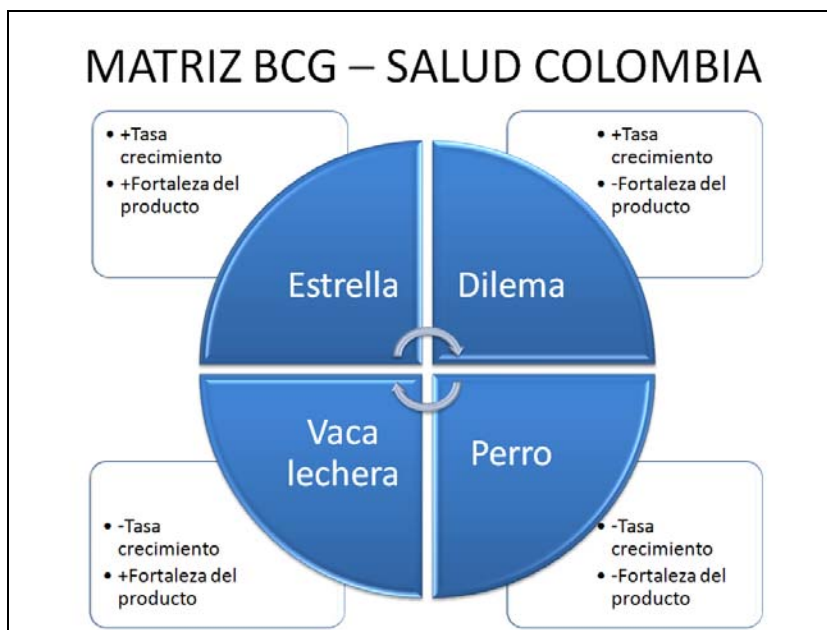 MATRIZ BCG – SALUD COLOMBIA
• +Tasa
crecimiento
• +Fortaleza del
producto
• +Tasa
crecimiento
• -Fortaleza del
producto
Estrella
Dilema
Vaca
lechera
Perro
• -Tasa
crecimiento
• +Fortaleza del
producto
• -Tasa
crecimiento
• -Fortaleza del
producto